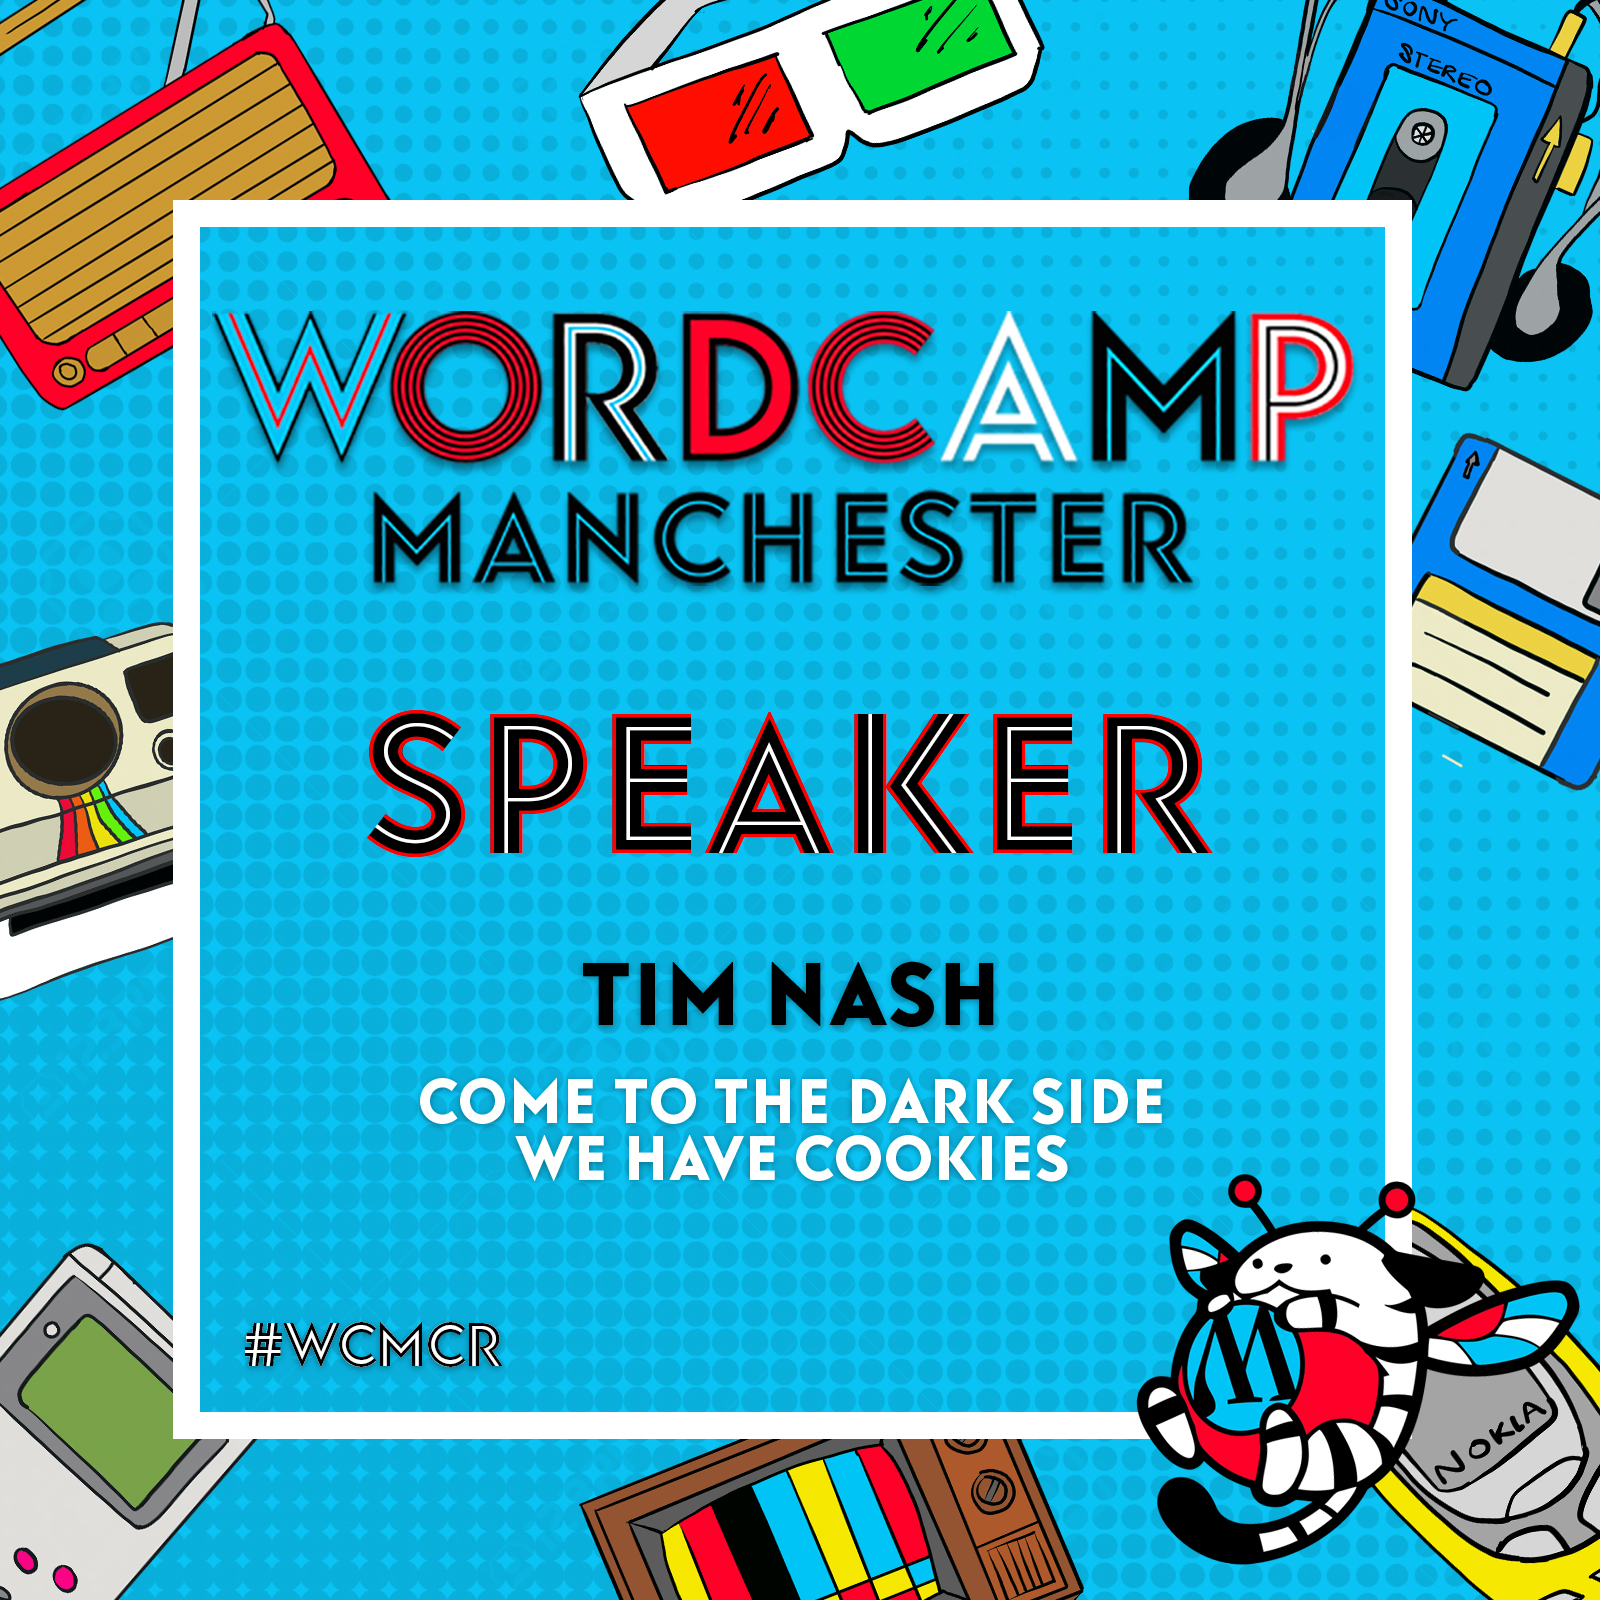 SONY
STEREO
WORDCAMP
MANCHESTER
SPEAKER
TIM NASH
COME TO THE DARK SIDE
WE HAVE COOKIES
#WCMCR
W
NOKIA